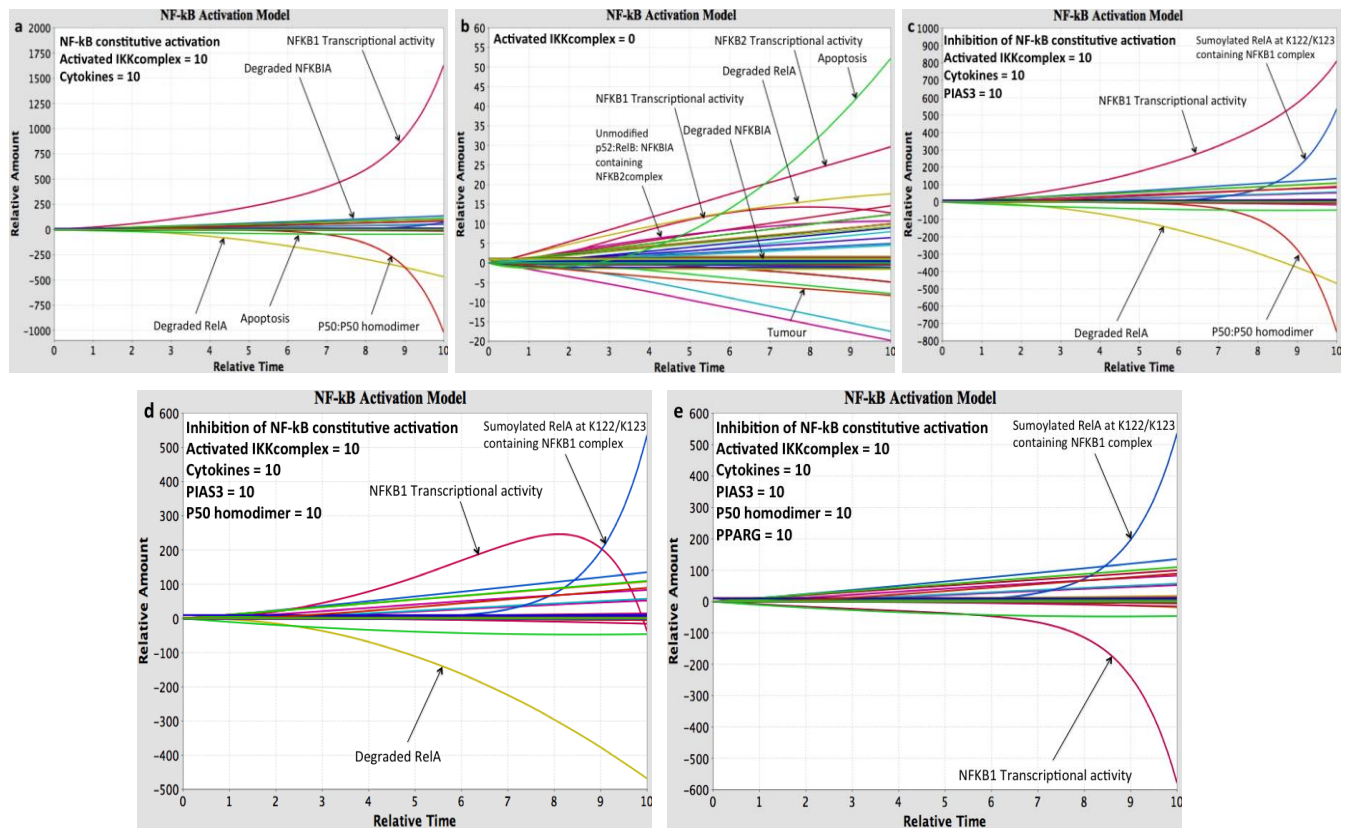 NF-kB Activation Model
a
NF-kB constitutive activation
Activated IKKcomplex = 10
Cytokines = 10
NFKB1 Transcriptional activity
Degraded NFKBIA
Degraded RelA
Apoptosis
P50:P50 homodimer
Relative Amount
2000
1750
1500
1250
1000
750
500
250
0
-250
-500
-750
-1000
0 1 2 3 4 5 6 7 8 9 10
Relative Time
NF-kB Activation Model
b
Activated IKKcomplex = 0
NFKB2 Transcriptional activity
Apoptosis
Degraded RelA
NFKB1 Transcriptional activity
Degraded NFKBIA
Unmodified
p52:RelB: NFKBIA
containing
NFKB2complex
Tumour
Relative Amount
60
55
50
45
40
35
30
25
20
15
10
5
0
-5
-10
-15
-20
0 1 2 3 4 5 6 7 8 9 10
Relative Time
NF-kB Activation Model
c
Inhibition of NF-kB constitutive activation
Activated IKKcomplex = 10
Cytokines = 10
PIAS3 = 10
Sumoylated RelA at K122/K123
containing NFKB1 complex
NFKB1 Transcriptional activity
Degraded RelA
P50:P50 homodimer
Relative Amount
1000
900
800
700
600
500
400
300
200
100
0
-100
-200
-300
-400
-500
-600
-700
-800
0 1 2 3 4 5 6 7 8 9 10
Relative Time
NF-kB Activation Model
d
Inhibition of NF-kB constitutive activation
Activated IKKcomplex = 10
Cytokines = 10
PIAS3 = 10
P50 homodimer = 10
Sumoylated RelA at K122/K123
containing NFKB1 complex
NFKB1 Transcriptional activity
Degraded RelA
Relative Amount
600
500
400
300
200
100
0
-100
-200
-300
-400
-500
0 1 2 3 4 5 6 7 8 9 10
Relative Time
NF-kB Activation Model
e
Inhibition of NF-kB constitutive activation
Activated IKKcomplex = 10
Cytokines = 10
PIAS3 = 10
P50 homodimer = 10
PPARG = 10
Sumoylated RelA at K122/K123
containing NFKB1 complex
NFKB1 Transcriptional activity
Relative Amount
600
500
400
300
200
100
0
-100
-200
-300
-400
-500
-600
0 1 2 3 4 5 6 7 8 9 10
Relative Time